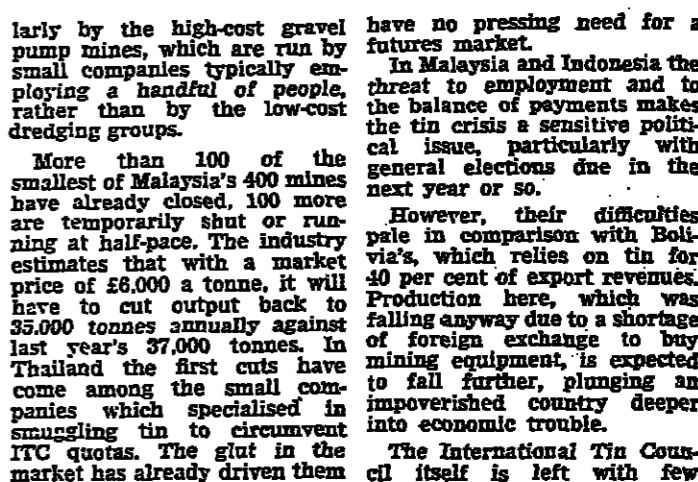 larly by the high-cost gravel
pump mines, which are run by
small companies typically em-
ploying a handful of people,
rather than by the low-cost
dredging groups.
More than 100 of the
smallest of Malaysia's 400 mines
have already closed, 100 more
are temporarily shut or run-
ning at half-pace. The industry
estimates that with a market
price of £6,000 a tonne, it will
have to cut output back to
35.000 tonnes annually against
last year's 37,000 tonnes. In
Thailand the first cuts have
come among the small com-
panies which specialised in
smuggling tin to circumvent
ITC quotas. The glut in the
market has already driven them
have no pressing need for a
futures market.
In Malaysia and Indonesia the
threat to employment and to
the balance of payments makes
the tin crisis a sensitive politi-
cal issue, particularly with
general elections due in the
next year or so.
However, their difficulties
pale in comparison with Boli-
via's, which relies on tin for
40 per cent of export revenues.
Production here, which was
falling anyway due to a shortage
of foreign exchange to buy
mining equipment, is expected
to fall further, plunging an
impoverished country deeper
into economic trouble.
The International Tin Coun-
cil itself is left with few